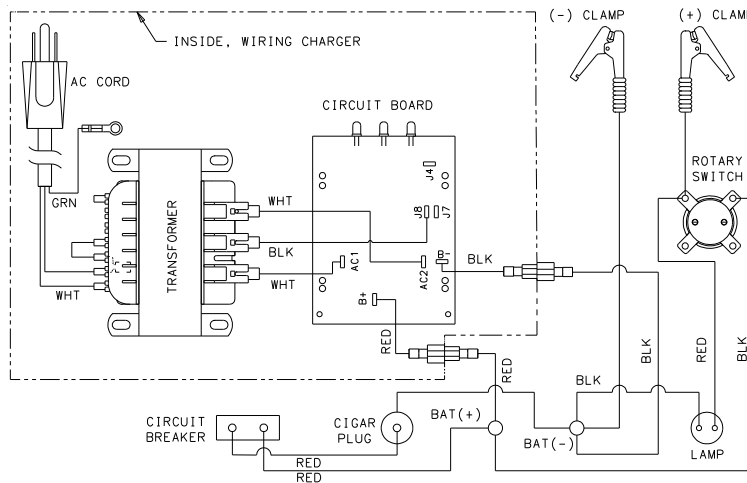 (-) CLAMP
(+) CLAMP
INSIDE, WIRING CHARGER
AC CORD
CIRCUIT BOARD
GRN
WHT
TRANSFORMER
WHT
BLK
WHT
J4
J8
J7
AC1
AC2
B-
B+
BLK
RED
RED
ROTARY
SWITCH
BLK
RED
BLK
BLK
CIRCUIT
BREAKER
CIGAR
PLUG
BAT(+)
BAT(-)
LAMP
RED
RED